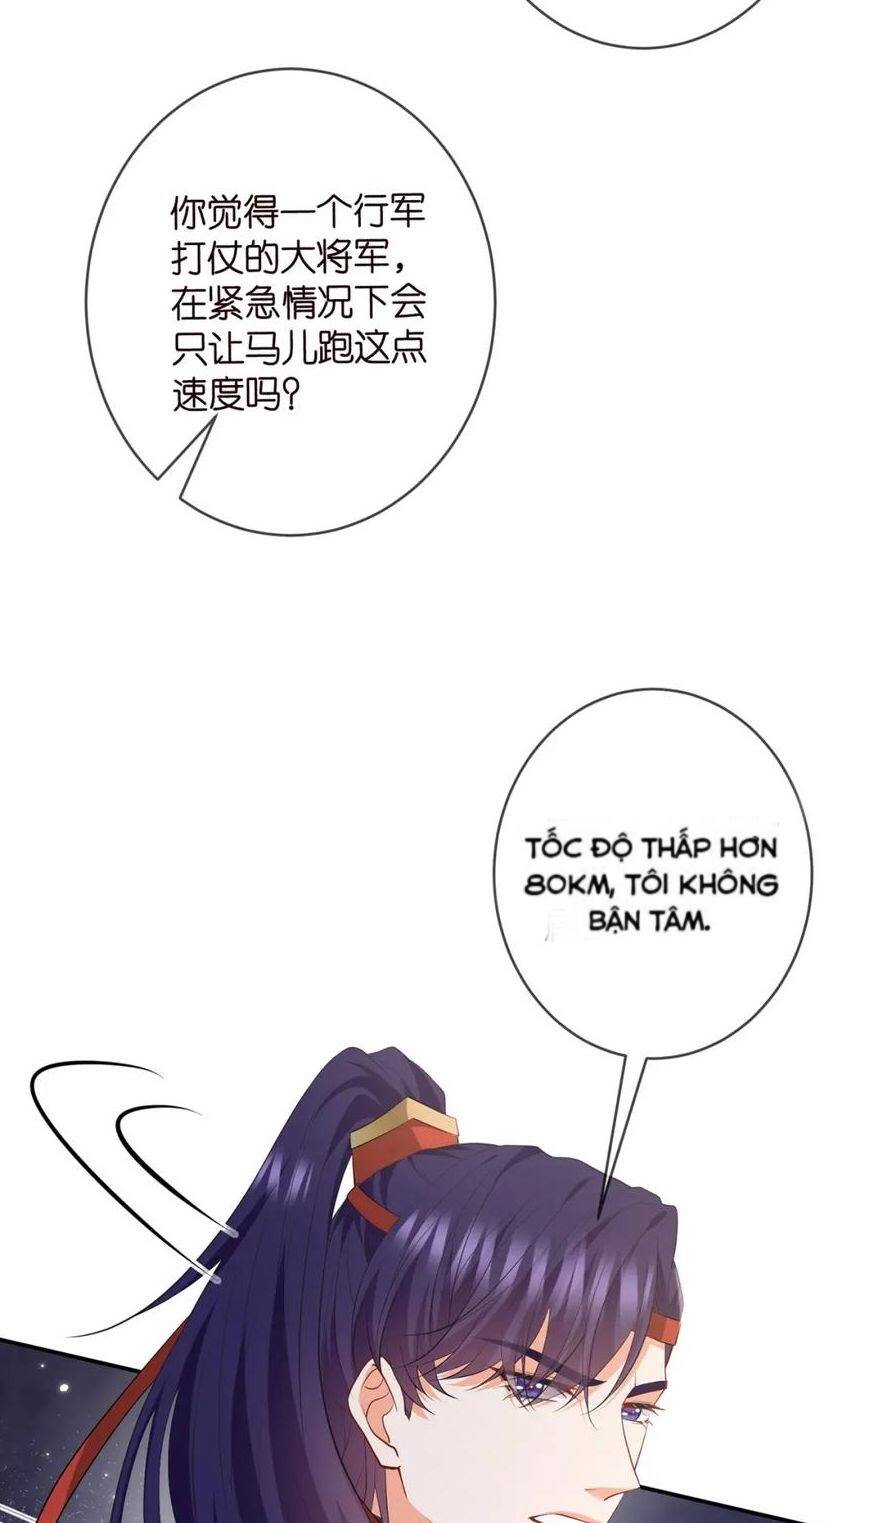 你觉得一个行军
打仗的大将军，
在紧急情况下会
只让马儿跑这点
速度吗？
TỐC ĐỘ THẤP HƠN
80KM, TÔI KHÔNG
BẬN TÂM.